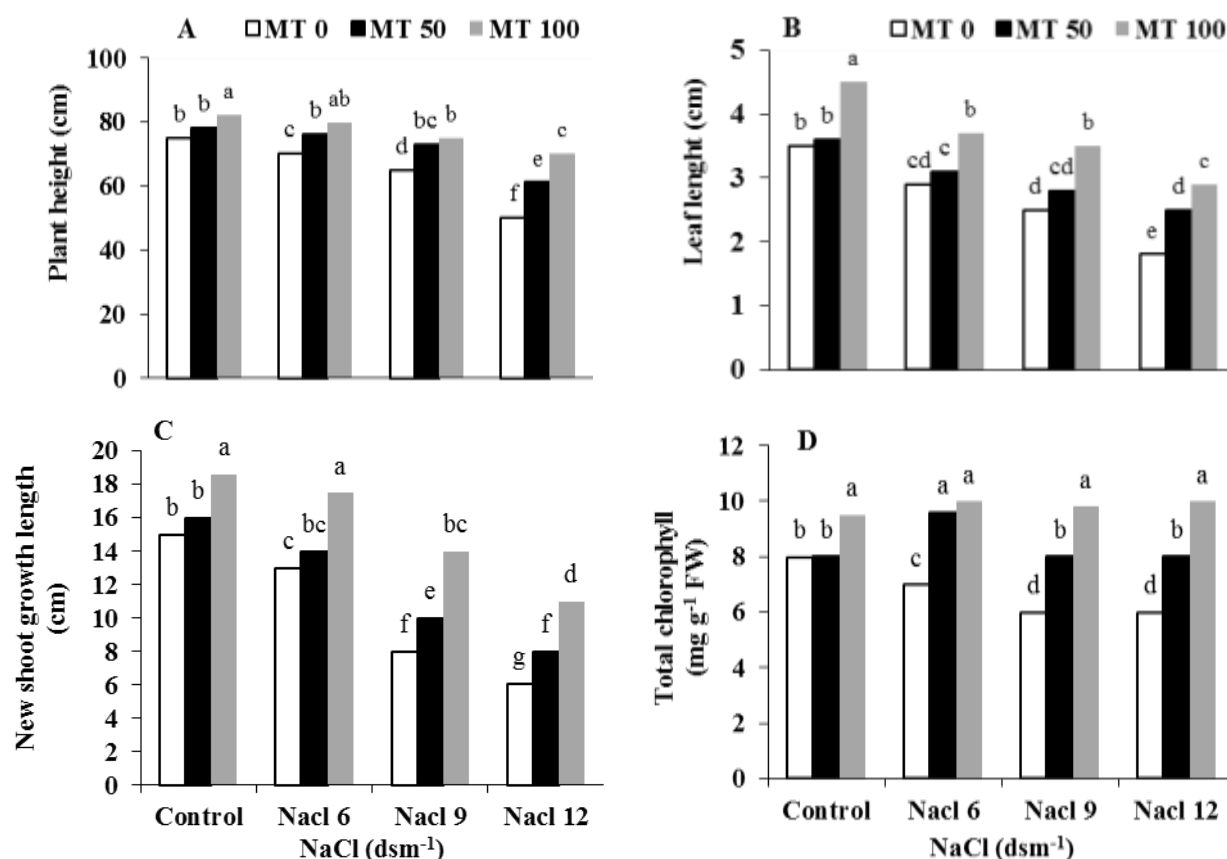 A MT 0 MT 50 MT 100
Plant height (cm)
100
80
60
40
20
0
b b a
c b ab
d bc b
f e c
B MT 0 MT 50 MT 100
Leaf lenght (cm)
5
4
3
2
1
0
b b a
cd c b
d cd b
e d c
C
New shoot growth length
(cm)
20
18
16
14
12
10
8
6
4
2
0
b b a
c bc a
f e bc
g f d
Control Nacl 6 Nacl 9 Nacl 12
NaCl (dsm⁻¹)
D
Total chlorophyll
(mg g⁻¹ FW)
12
10
8
6
4
2
0
b b a
c a a
d b a
d b a
Control Nacl 6 Nacl 9 Nacl 12
NaCl (dsm⁻¹)